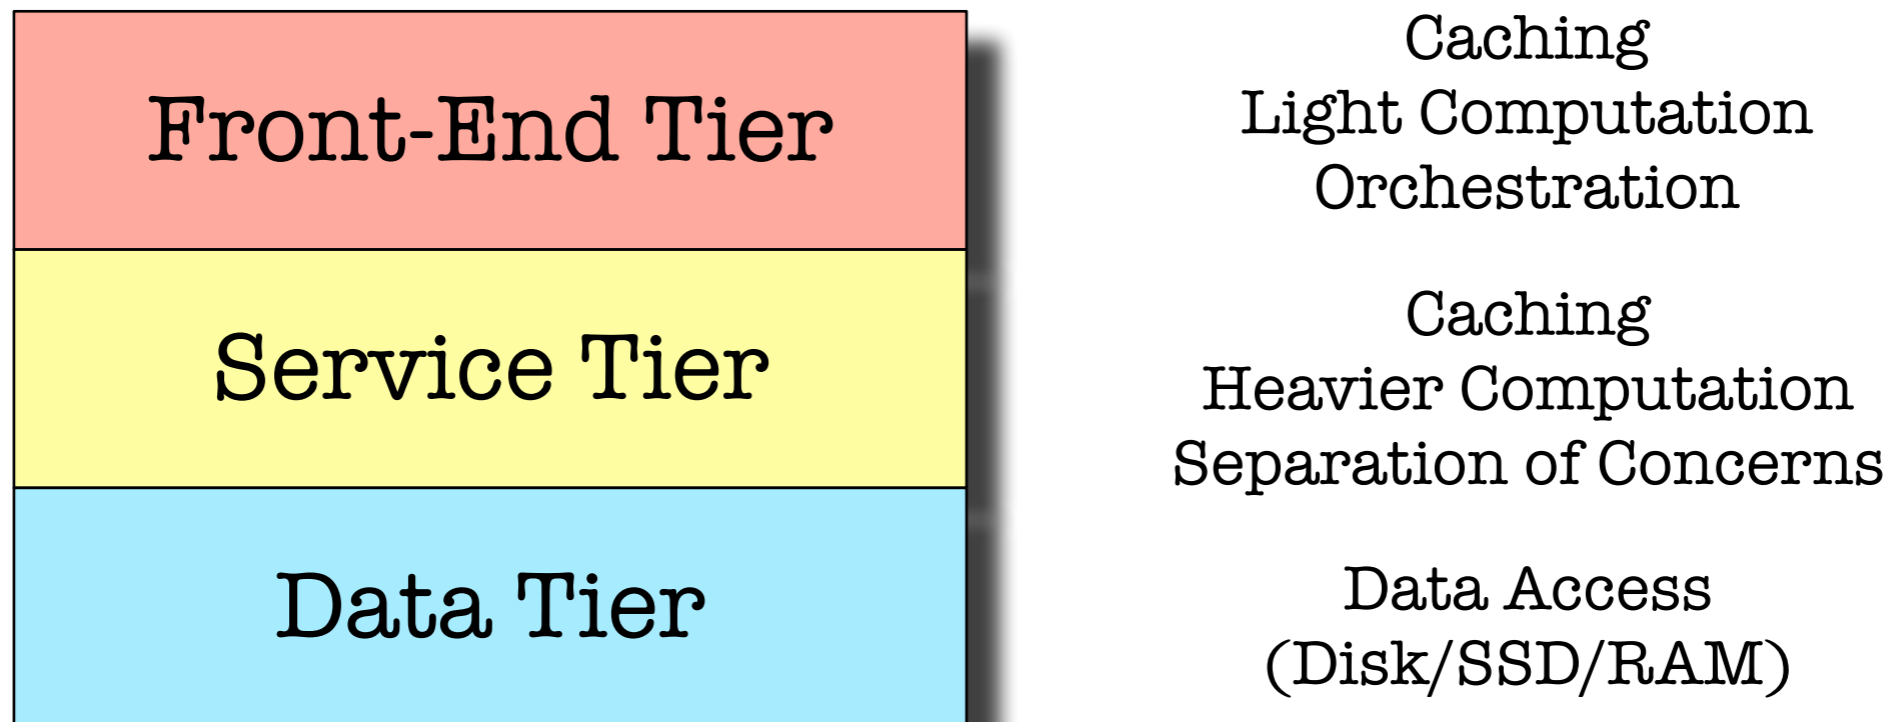 Front-End Tier
Caching
Light Computation
Orchestration
Service Tier
Caching
Heavier Computation
Separation of Concerns
Data Tier
Data Access
(Disk/SSD/RAM)